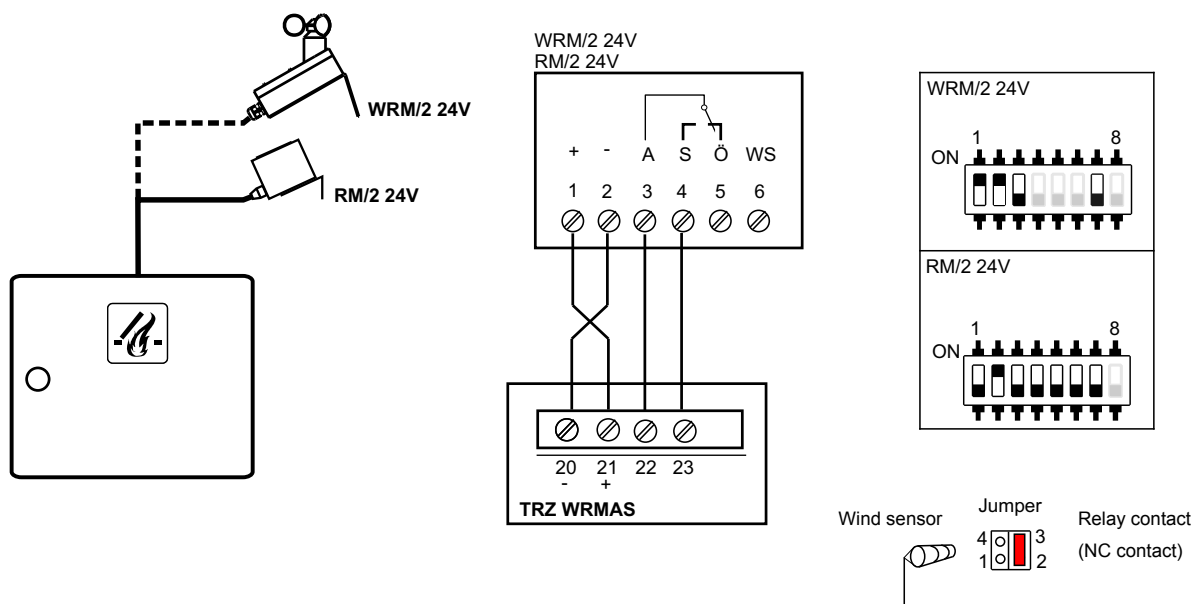 WRM/2 24V
RM/2 24V
WRM/2 24V
RM/2 24V
+ - A S Ö WS
1 2 3 4 5 6
20 21 22 23
- +
TRZ WRMAS
WRM/2 24V
1 8
ON
RM/2 24V
1 8
ON
Wind sensor
Jumper
4 3
1 2
Relay contact
(NC contact)